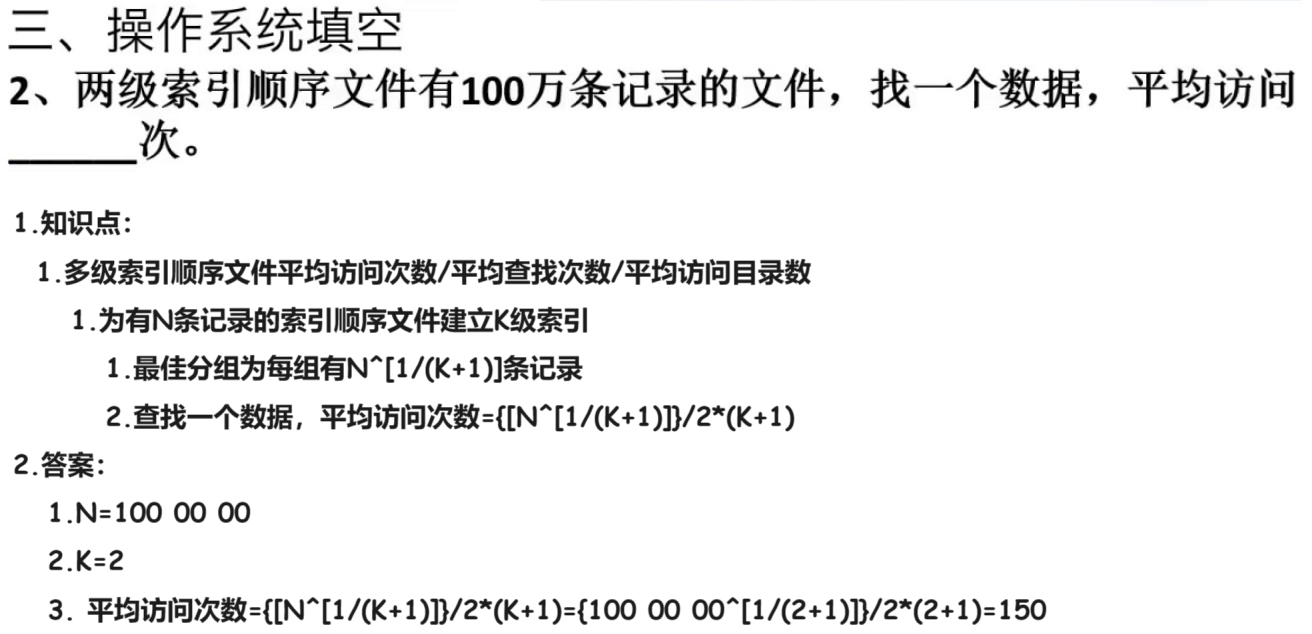 三、操作系统填空
2、两级索引顺序文件有100万条记录的文件，找一个数据，平均访问
______次。
1.知识点：
1.多级索引顺序文件平均访问次数/平均查找次数/平均访问目录数
1.为有N条记录的索引顺序文件建立K级索引
1.最佳分组为每组有N^[1/(K+1)]条记录
2.查找一个数据，平均访问次数={[N^[1/(K+1)]}/2*(K+1)
2.答案：
1.N=100 00 00
2.K=2
3. 平均访问次数={[N^[1/(K+1)]}/2*(K+1)={100 00 00^[1/(2+1)]}/2*(2+1)=150